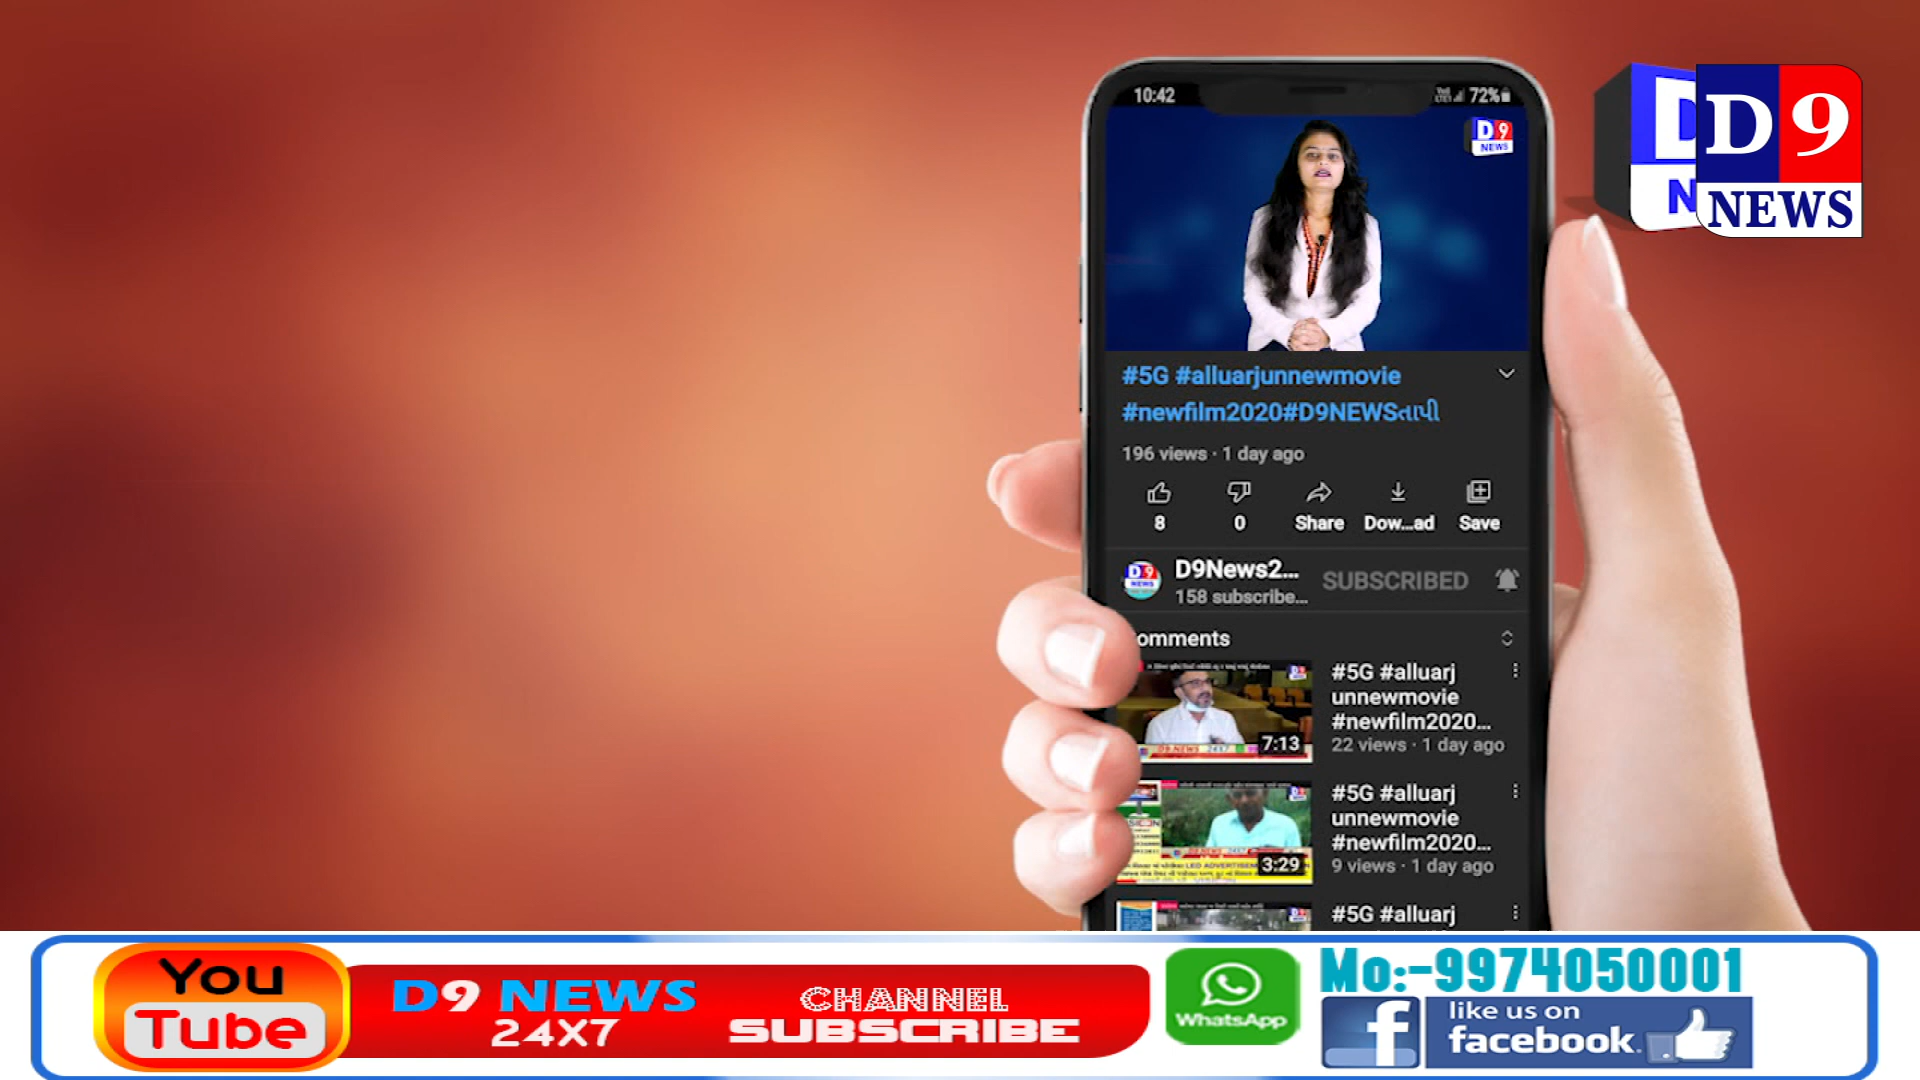 10:42
72%
D9
NEWS
D
N
D9
NEWS
#5G #alluarjunnewmovie
#newfilm2020#D9NEWSતાપી
196 views · 1 day ago
8
0
Share
Dow...ad
Save
D9
NEWS
D9News2...
158 subscribe...
SUBSCRIBED
omments
#5G #alluarj
unnewmovie
#newfilm2020...
22 views · 1 day ago
7:13
#5G #alluarj
unnewmovie
#newfilm2020...
9 views · 1 day ago
3:29
#5G #alluarj
You
Tube
D9 NEWS
24X7
CHANNEL
SUBSCRIBE
WhatsApp
Mo:-9974050001
like us on
facebook.